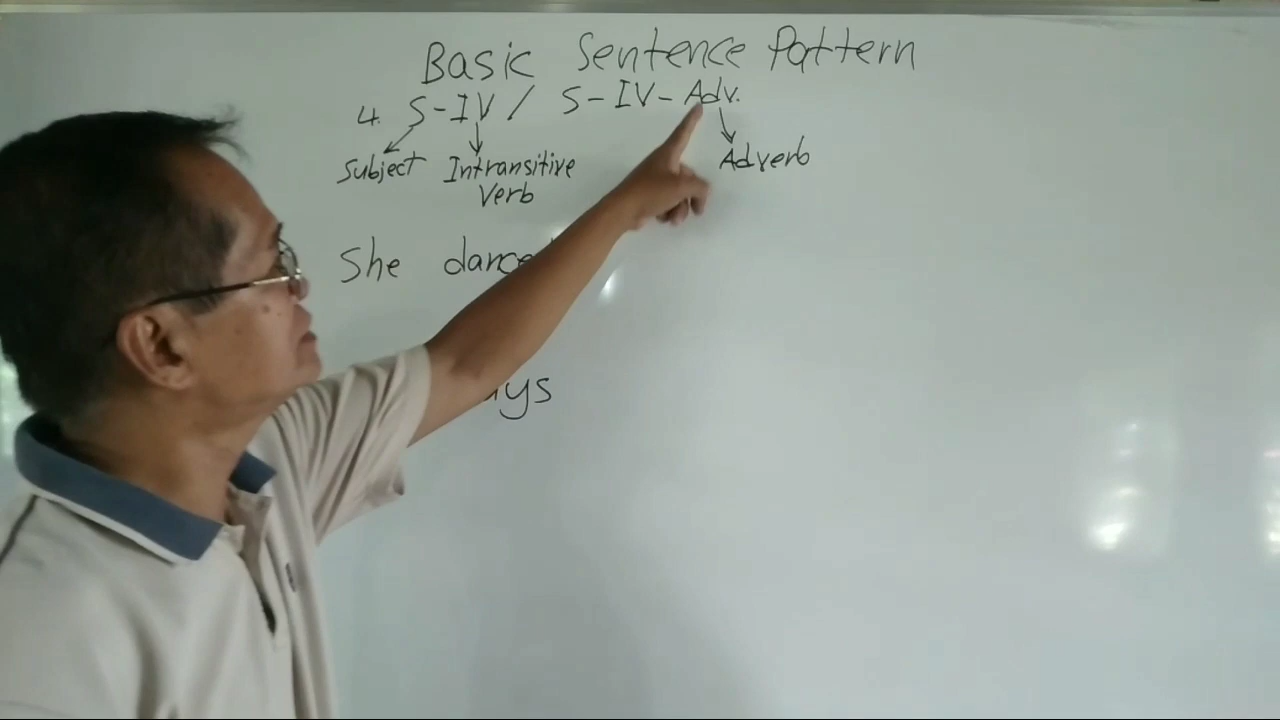 Basic Sentence Pattern
4. S-IV / S-IV-Adv.
Subject Intransitive Verb Adverb
She